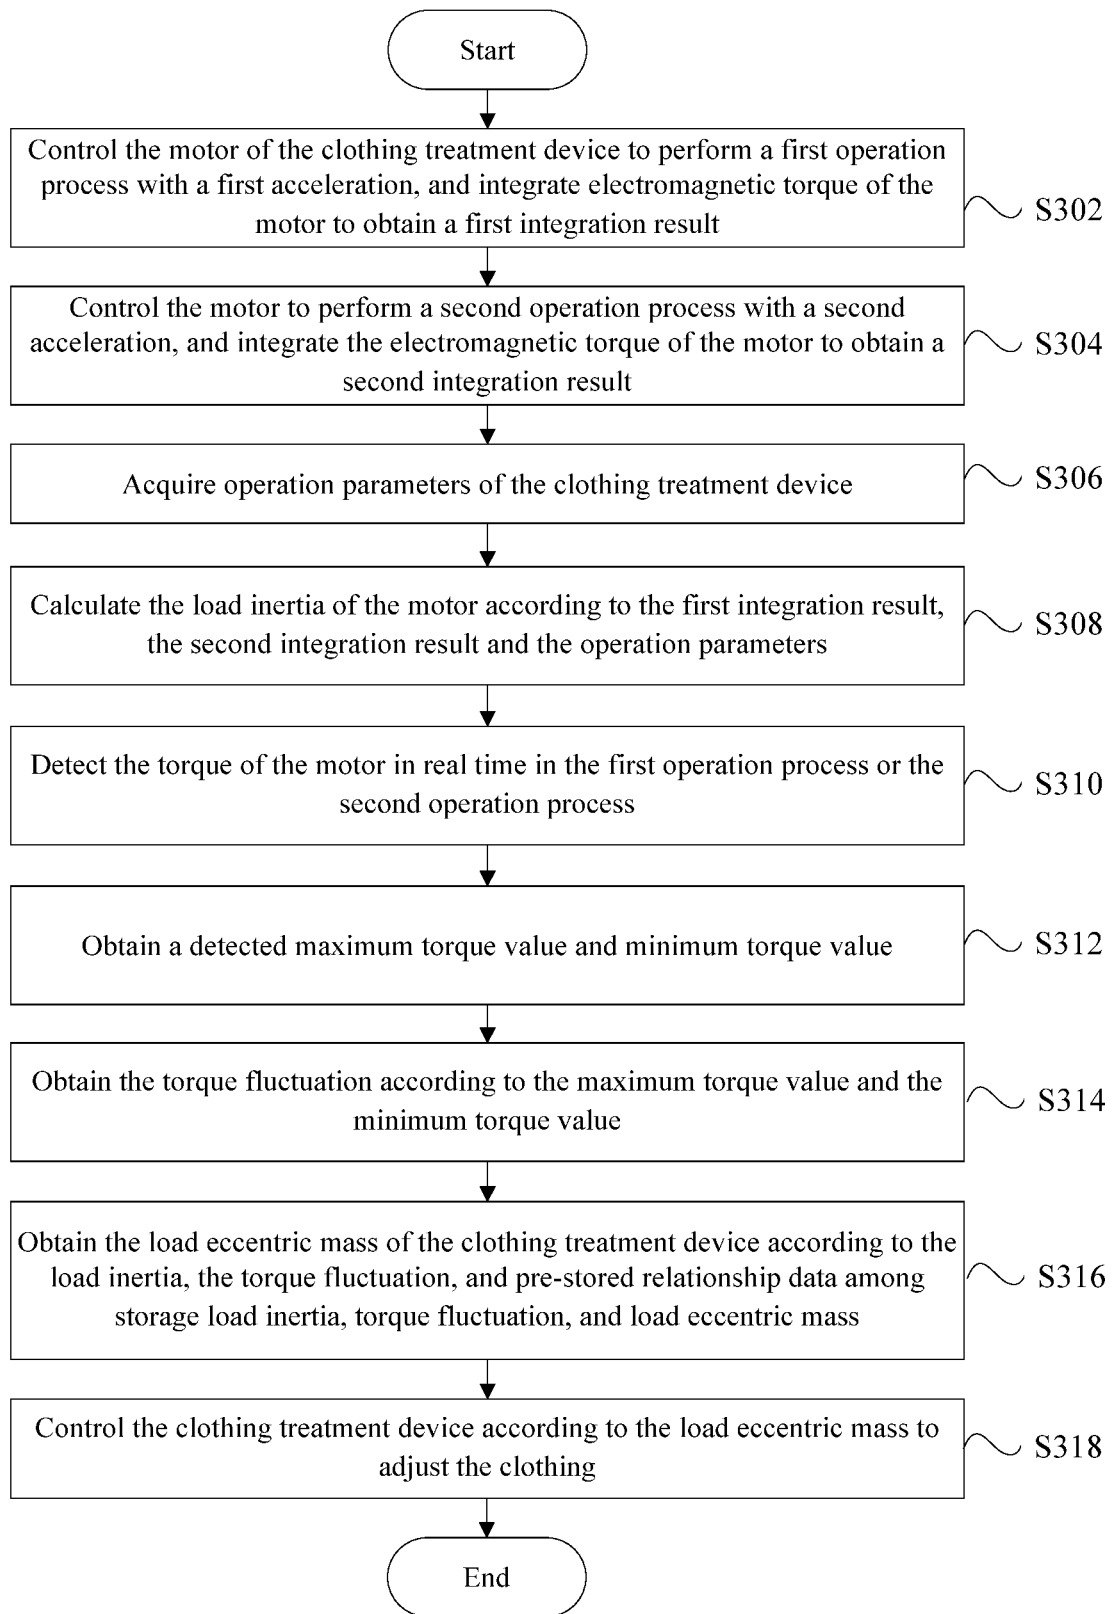 Start
Control the motor of the clothing treatment device to perform a first operation
process with a first acceleration, and integrate electromagnetic torque of the
motor to obtain a first integration result
S302
Control the motor to perform a second operation process with a second
acceleration, and integrate the electromagnetic torque of the motor to obtain a
second integration result
S304
Acquire operation parameters of the clothing treatment device
S306
Calculate the load inertia of the motor according to the first integration result,
the second integration result and the operation parameters
S308
Detect the torque of the motor in real time in the first operation process or the
second operation process
S310
Obtain a detected maximum torque value and minimum torque value
S312
Obtain the torque fluctuation according to the maximum torque value and the
minimum torque value
S314
Obtain the load eccentric mass of the clothing treatment device according to the
load inertia, the torque fluctuation, and pre-stored relationship data among
storage load inertia, torque fluctuation, and load eccentric mass
S316
Control the clothing treatment device according to the load eccentric mass to
adjust the clothing
S318
End